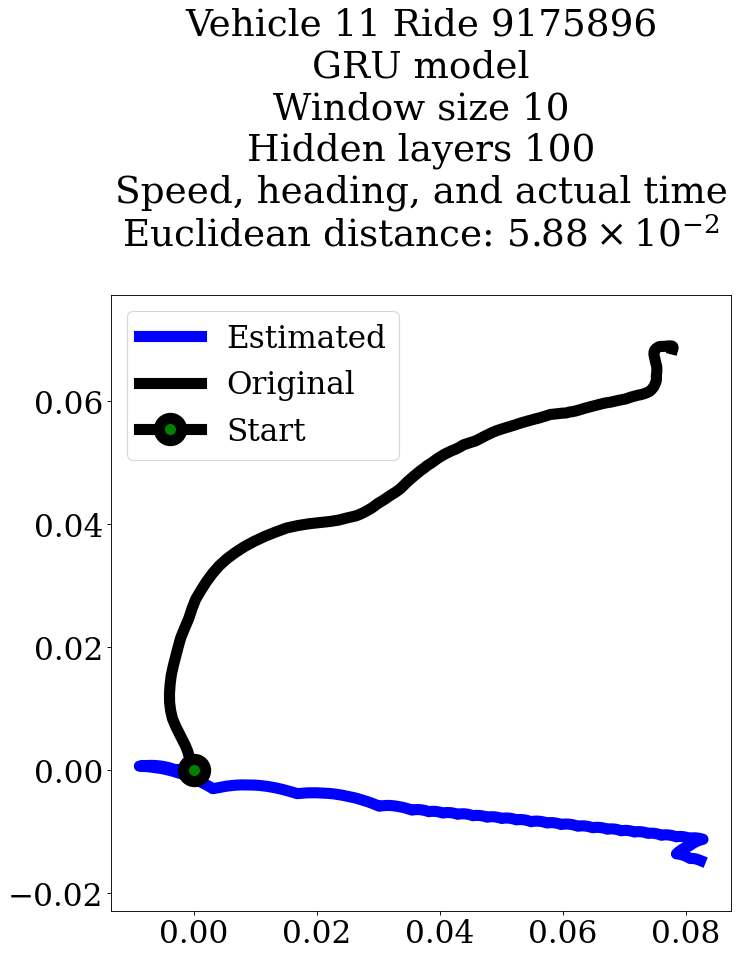 Vehicle 11 Ride 9175896
GRU model
Window size 10
Hidden layers 100
Speed, heading, and actual time
Euclidean distance: 5.88 × 10⁻²
Estimated
Original
Start
0.06
0.04
0.02
0.00
−0.02
0.00 0.02 0.04 0.06 0.08